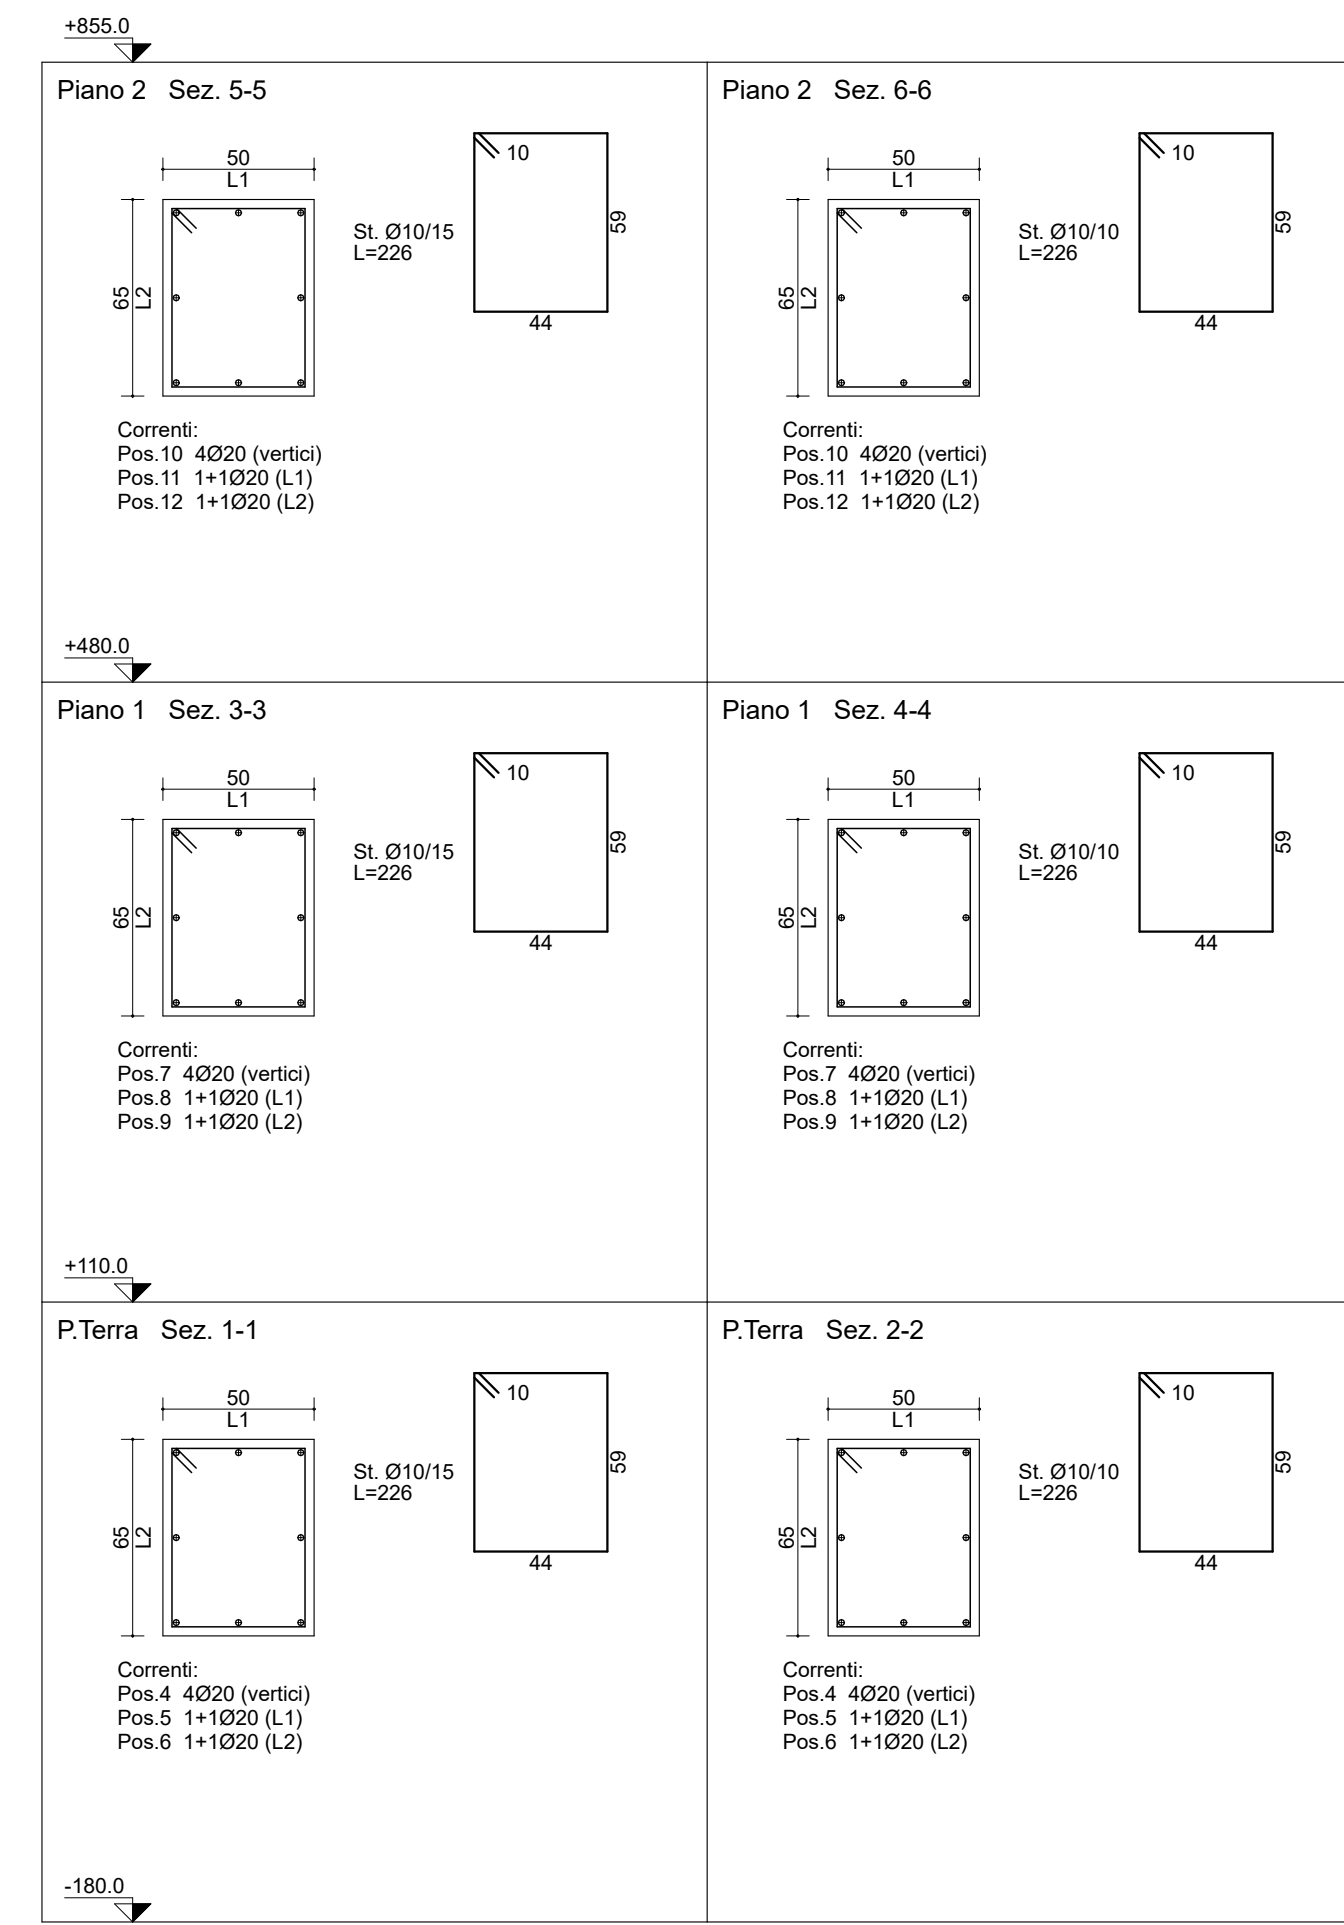 +855.0
Piano 2 Sez. 5-5
50
L1
65
L2
St. Ø10/15
L=226
10
59
44
Correnti:
Pos.10 4Ø20 (vertici)
Pos.11 1+1Ø20 (L1)
Pos.12 1+1Ø20 (L2)
Piano 2 Sez. 6-6
50
L1
65
L2
St. Ø10/10
L=226
10
59
44
Correnti:
Pos.10 4Ø20 (vertici)
Pos.11 1+1Ø20 (L1)
Pos.12 1+1Ø20 (L2)
+480.0
Piano 1 Sez. 3-3
50
L1
65
L2
St. Ø10/15
L=226
10
59
44
Correnti:
Pos.7 4Ø20 (vertici)
Pos.8 1+1Ø20 (L1)
Pos.9 1+1Ø20 (L2)
Piano 1 Sez. 4-4
50
L1
65
L2
St. Ø10/10
L=226
10
59
44
Correnti:
Pos.7 4Ø20 (vertici)
Pos.8 1+1Ø20 (L1)
Pos.9 1+1Ø20 (L2)
+110.0
P.Terra Sez. 1-1
50
L1
65
L2
St. Ø10/15
L=226
10
59
44
Correnti:
Pos.4 4Ø20 (vertici)
Pos.5 1+1Ø20 (L1)
Pos.6 1+1Ø20 (L2)
P.Terra Sez. 2-2
50
L1
65
L2
St. Ø10/10
L=226
10
59
44
Correnti:
Pos.4 4Ø20 (vertici)
Pos.5 1+1Ø20 (L1)
Pos.6 1+1Ø20 (L2)
-180.0